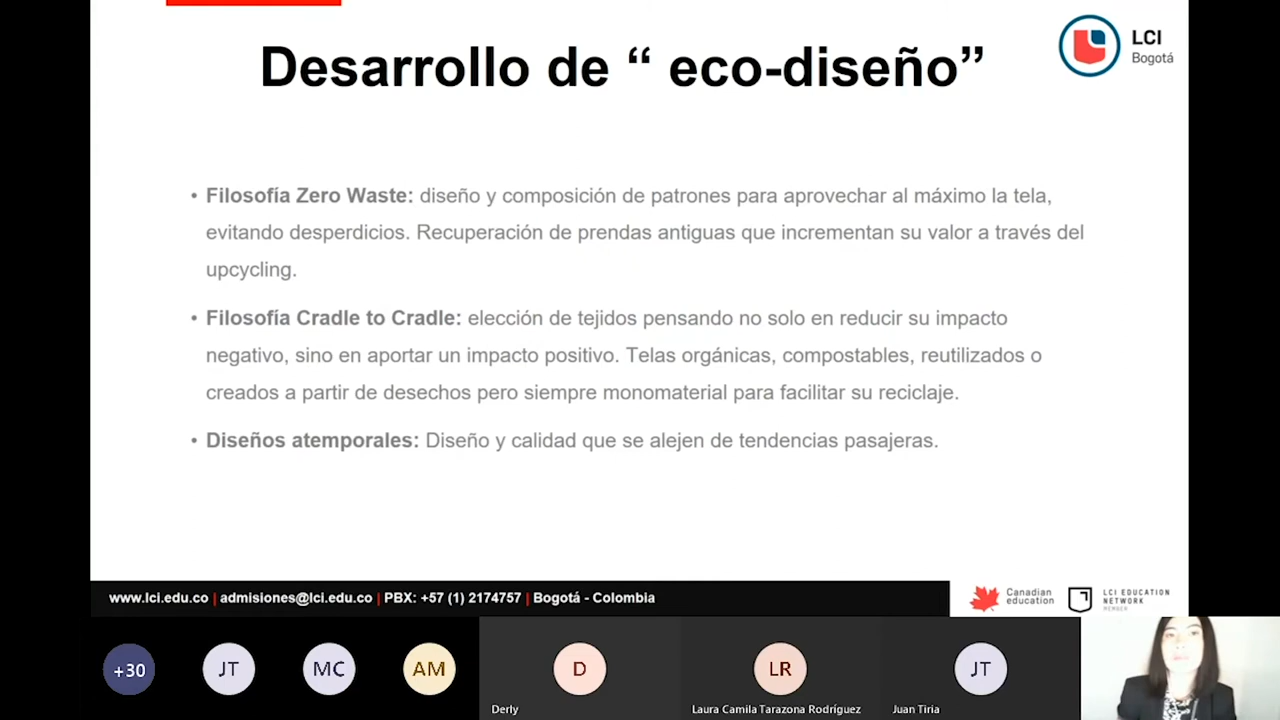 Desarrollo de “ eco-diseño”
LCI
Bogotá
• Filosofía Zero Waste: diseño y composición de patrones para aprovechar al máximo la tela,
evitando desperdicios. Recuperación de prendas antiguas que incrementan su valor a través del
upcycling.
• Filosofía Cradle to Cradle: elección de tejidos pensando no solo en reducir su impacto
negativo, sino en aportar un impacto positivo. Telas orgánicas, compostables, reutilizados o
creados a partir de desechos pero siempre monomaterial para facilitar su reciclaje.
• Diseños atemporales: Diseño y calidad que se alejen de tendencias pasajeras.
www.lci.edu.co | admisiones@lci.edu.co | PBX: +57 (1) 2174757 | Bogotá - Colombia
Canadian
education
LCI EDUCATION
NETWORK
MEMBER
+30
JT
MC
AM
D
LR
JT
Derly
Laura Camila Tarazona Rodríguez
Juan Tiria